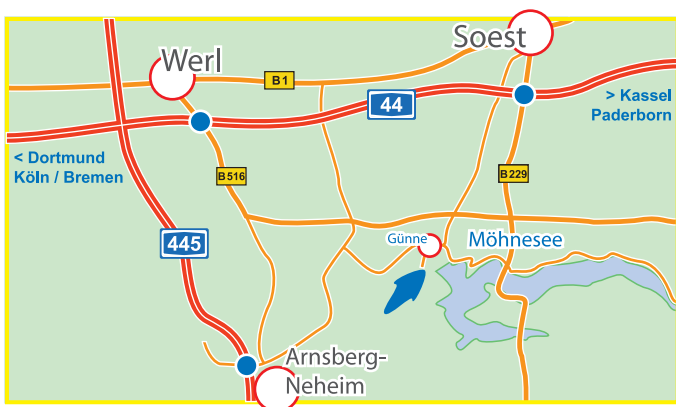 Soest
Werl
B1
44
> Kassel
Paderborn
< Dortmund
Köln / Bremen
B516
B229
445
Günne
Möhnesee
Arnsberg-
Neheim